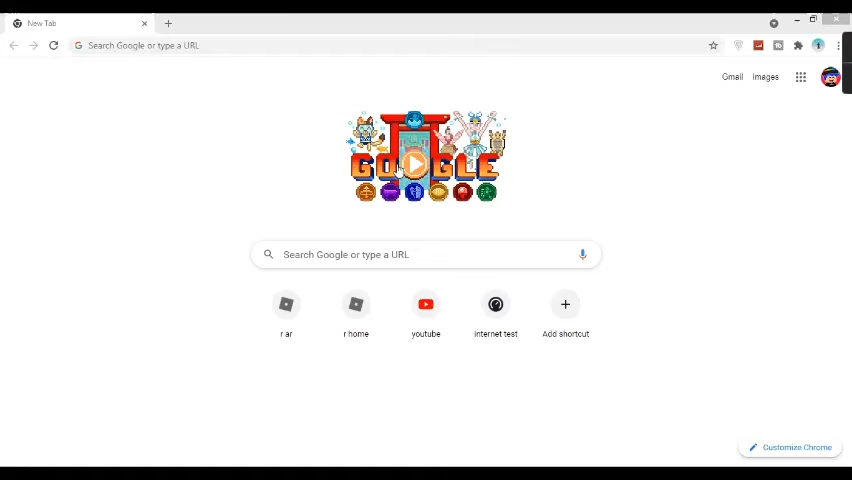 New Tab
Search Google or type a URL
Gmail Images
GOOGLE
Search Google or type a URL
r ar
r home
youtube
internet test
Add shortcut
Customize Chrome